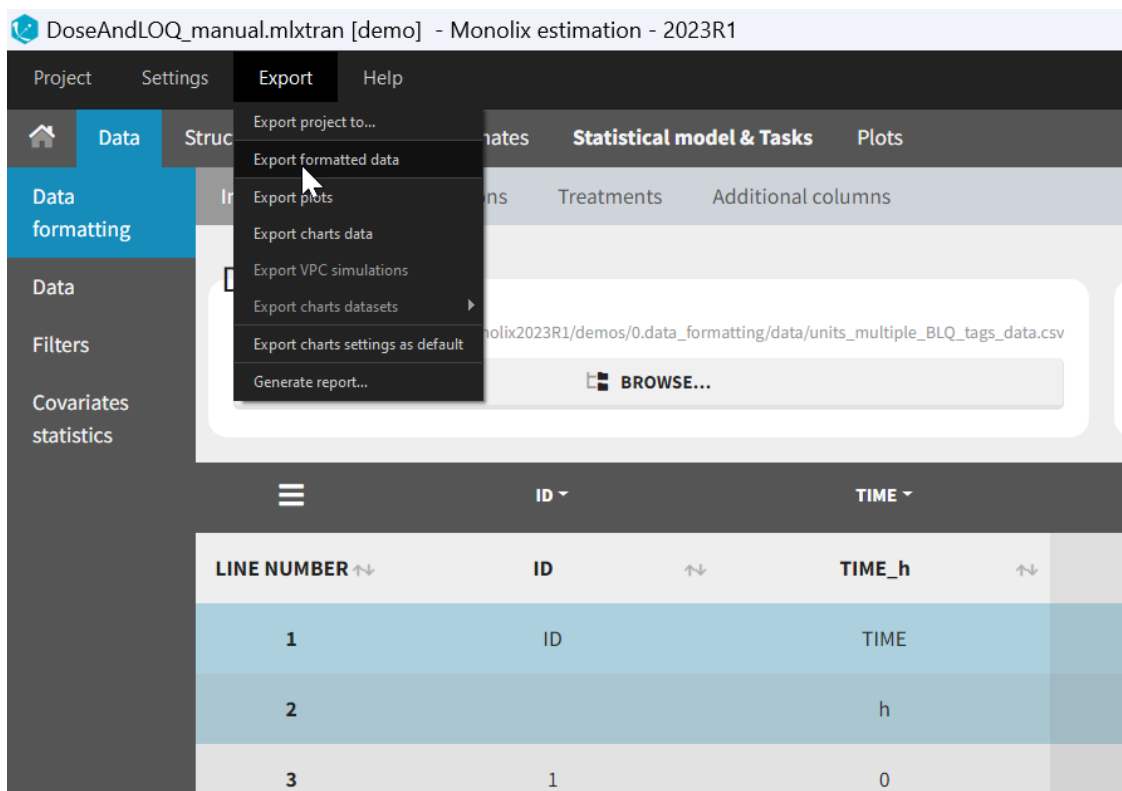 DoseAndLOQ_manual.mlxtran [demo] - Monolix estimation - 2023R1
Project Settings Export Help
Data Struc nates Statistical model & Tasks Plots
Export project to...
Export formatted data
Export plots
Export charts data
Export VPC simulations
Export charts datasets
Export charts settings as default
Generate report...
Data
formatting
Data
Filters
Covariates
statistics
In ns Treatments Additional columns
D
nolix2023R1/demos/0.data_formatting/data/units_multiple_BLQ_tags_data.csv
BROWSE...
ID TIME
LINE NUMBER ID TIME_h
1 ID TIME
2 h
3 1 0